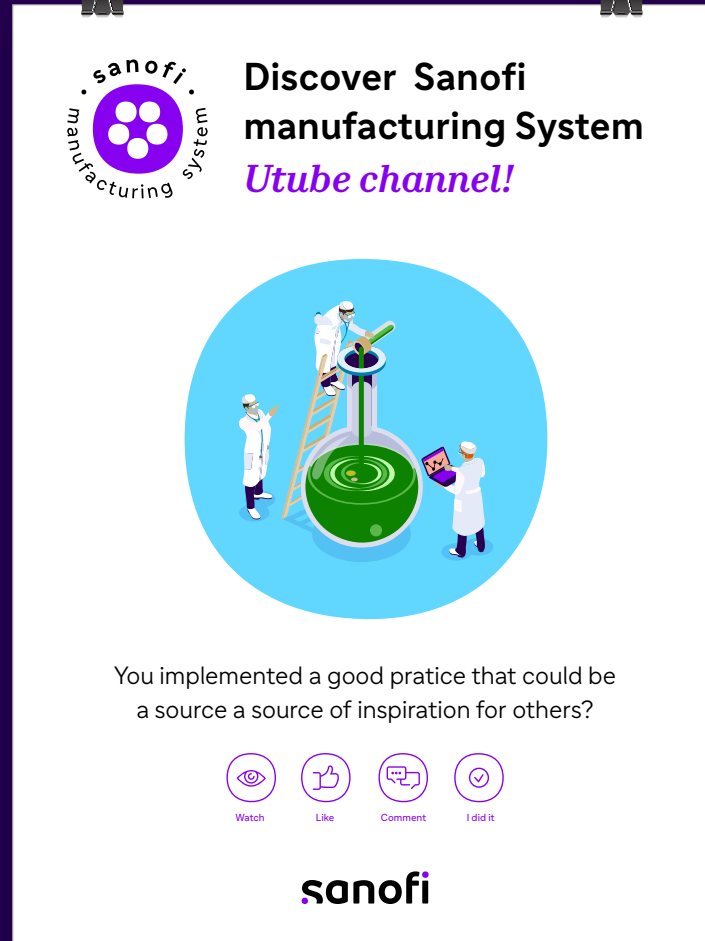 · sanofi ·
manufacturing system
Discover Sanofi
manufacturing System
Utube channel!
You implemented a good pratice that could be
a source a source of inspiration for others?
Watch Like Comment I did it
sanofi